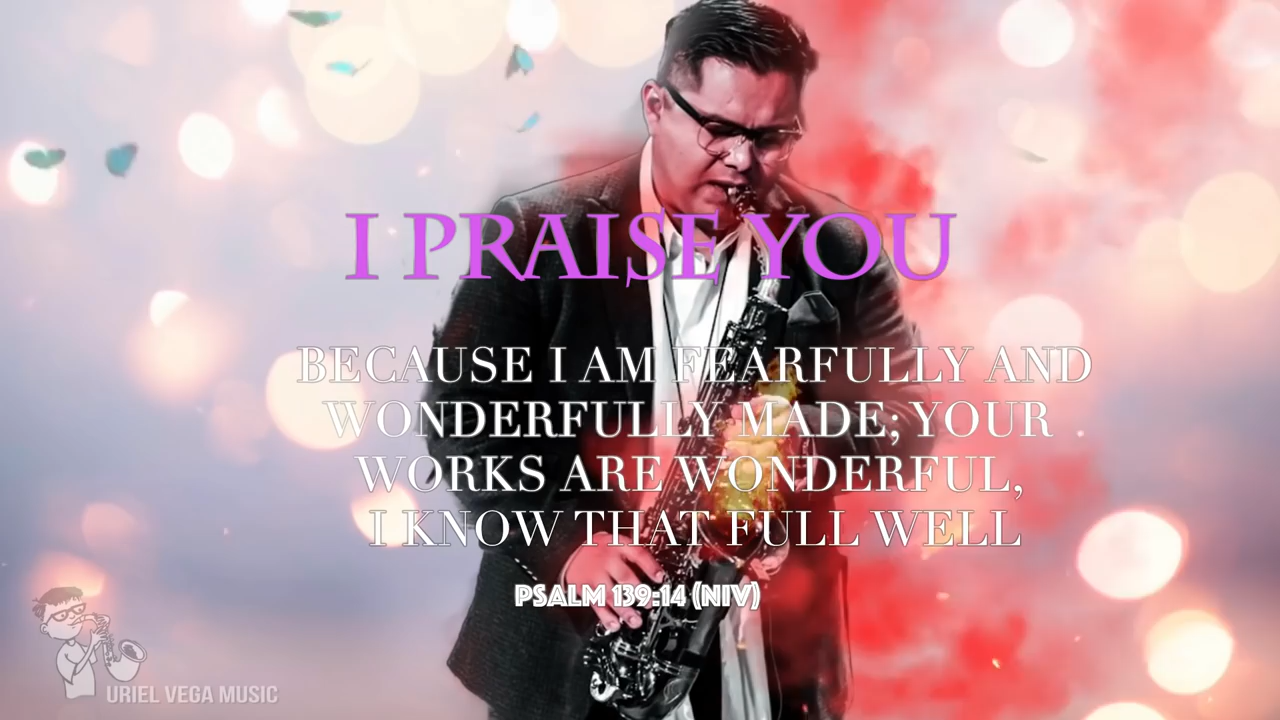 I PRAISE YOU
BECAUSE I AM FEARFULLY AND
WONDERFULLY MADE; YOUR
WORKS ARE WONDERFUL,
I KNOW THAT FULL WELL
PSALM 139:14 (NIV)
URIEL VEGA MUSIC